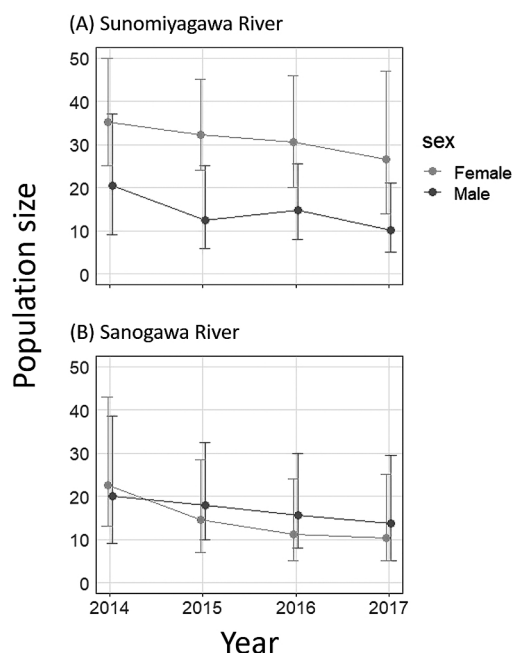 (A) Sunomiyagawa River
50
40
30
20
10
0
sex
Female
Male
Population size
(B) Sanogawa River
50
40
30
20
10
0
2014 2015 2016 2017
Year